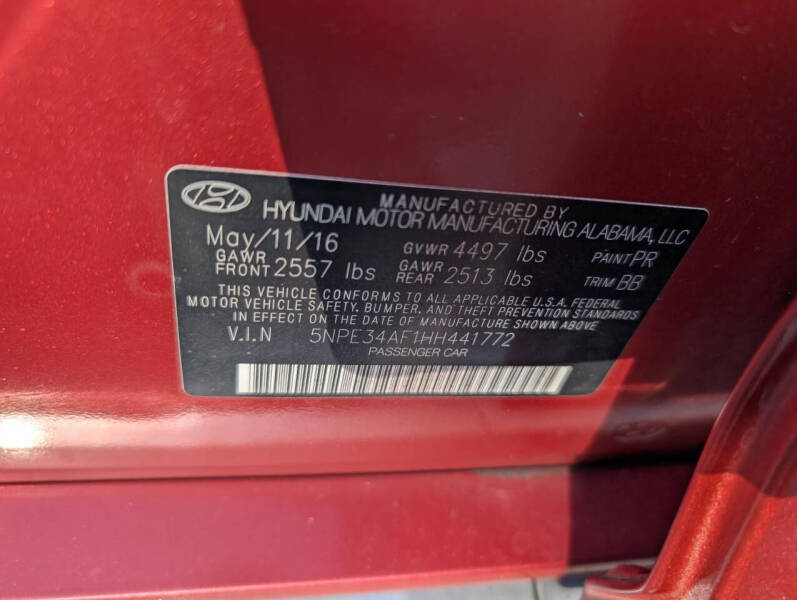 MANUFACTURED BY
HYUNDAI MOTOR MANUFACTURING ALABAMA, LLC
May/11/16 GVWR 4497 lbs PAINT PR
GAWR FRONT 2557 lbs GAWR REAR 2513 lbs TRIM BB
THIS VEHICLE CONFORMS TO ALL APPLICABLE U.S.A. FEDERAL
MOTOR VEHICLE SAFETY, BUMPER, AND THEFT PREVENTION STANDARDS
IN EFFECT ON THE DATE OF MANUFACTURE SHOWN ABOVE
V.I.N 5NPE34AF1HH441772
PASSENGER CAR